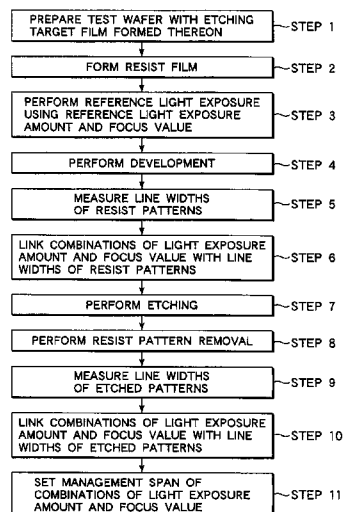 PREPARE TEST WAFER WITH ETCHING
TARGET FILM FORMED THEREON
STEP 1
FORM RESIST FILM
STEP 2
PERFORM REFERENCE LIGHT EXPOSURE
USING REFERENCE LIGHT EXPOSURE
AMOUNT AND FOCUS VALUE
STEP 3
PERFORM DEVELOPMENT
STEP 4
MEASURE LINE WIDTHS
OF RESIST PATTERNS
STEP 5
LINK COMBINATIONS OF LIGHT EXPOSURE
AMOUNT AND FOCUS VALUE WITH LINE
WIDTHS OF RESIST PATTERNS
STEP 6
PERFORM ETCHING
STEP 7
PERFORM RESIST PATTERN REMOVAL
STEP 8
MEASURE LINE WIDTHS
OF ETCHED PATTERNS
STEP 9
LINK COMBINATIONS OF LIGHT EXPOSURE
AMOUNT AND FOCUS VALUE WITH LINE
WIDTHS OF ETCHED PATTERNS
STEP 10
SET MANAGEMENT SPAN OF
COMBINATIONS OF LIGHT EXPOSURE
AMOUNT AND FOCUS VALUE
STEP 11